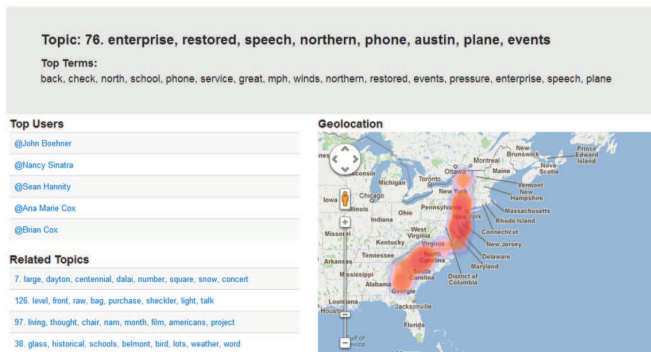 Topic: 76. enterprise, restored, speech, northern, phone, austin, plane, events
Top Terms:
back, check, north, school, phone, service, great, mph, winds, northern, restored, events, pressure, enterprise, speech, plane
Top Users
@John Boehner
@Nancy Sinatra
@Sean Hannity
@Ana Marie Cox
@Brian Cox
Related Topics
7. large, dayton, centennial, dalai, number, square, snow, concert
126. level, front, raw, bag, purchase, sheckler, light, talk
97. living, thought, chair, nam, month, film, americans, project
38. glass, historical, schools, belmont, bird, lots, weather, word
Geolocation
New Brunswick
Prince Edward Island
Montreal
Nova Scotia
Ottawa
Maine
Toronto
Vermont
New Hampshire
Michigan
New York
Massachusetts
Rhode Island
Chicago
Iowa
Pennsylvania
Ohio
Connecticut
Indiana
New Jersey
West Virginia
Delaware
Maryland
Kentucky
Virginia
District of Columbia
Tennessee
North Carolina
Arkansas
South Carolina
Mississippi
Alabama
Georgia
Louisiana
Jacksonville
Florida